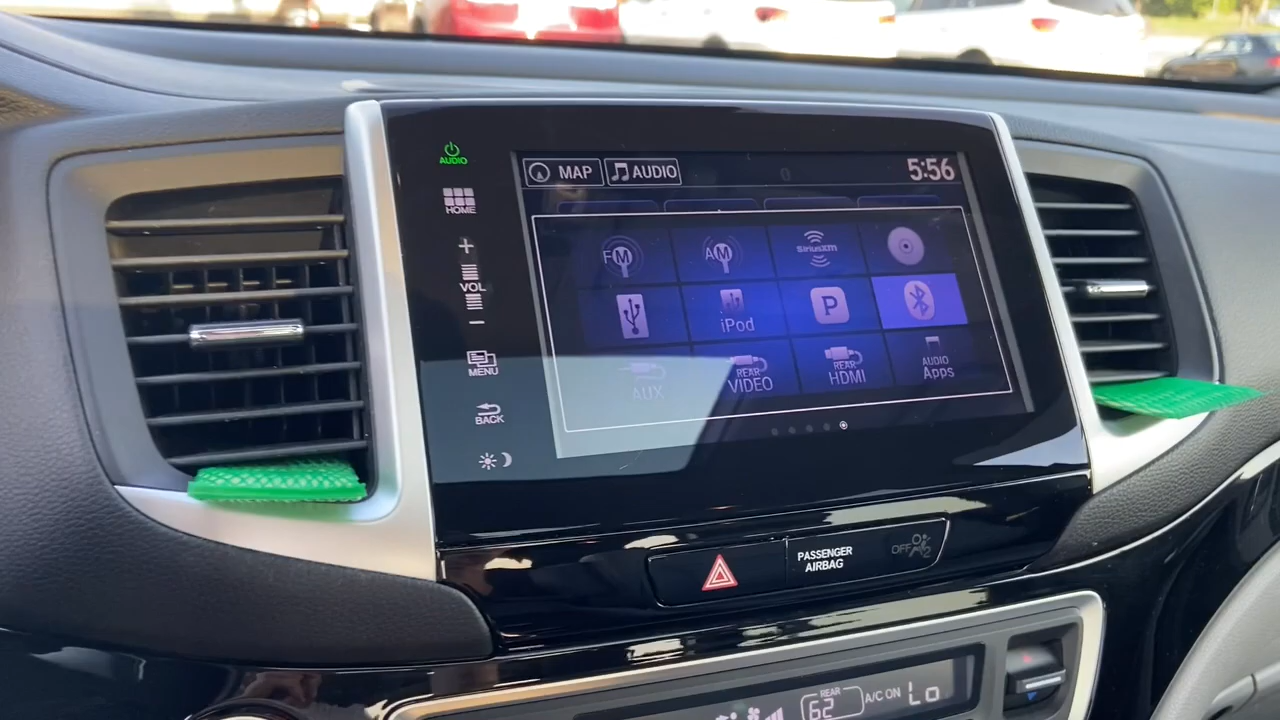 AUDIO
HOME
+
VOL
−
MENU
BACK
MAP AUDIO 5:56
FM AM SiriusXM
iPod P
AUX REAR VIDEO REAR HDMI AUDIO Apps
PASSENGER
AIRBAG
OFF 2
REAR
62 A/C ON Lo